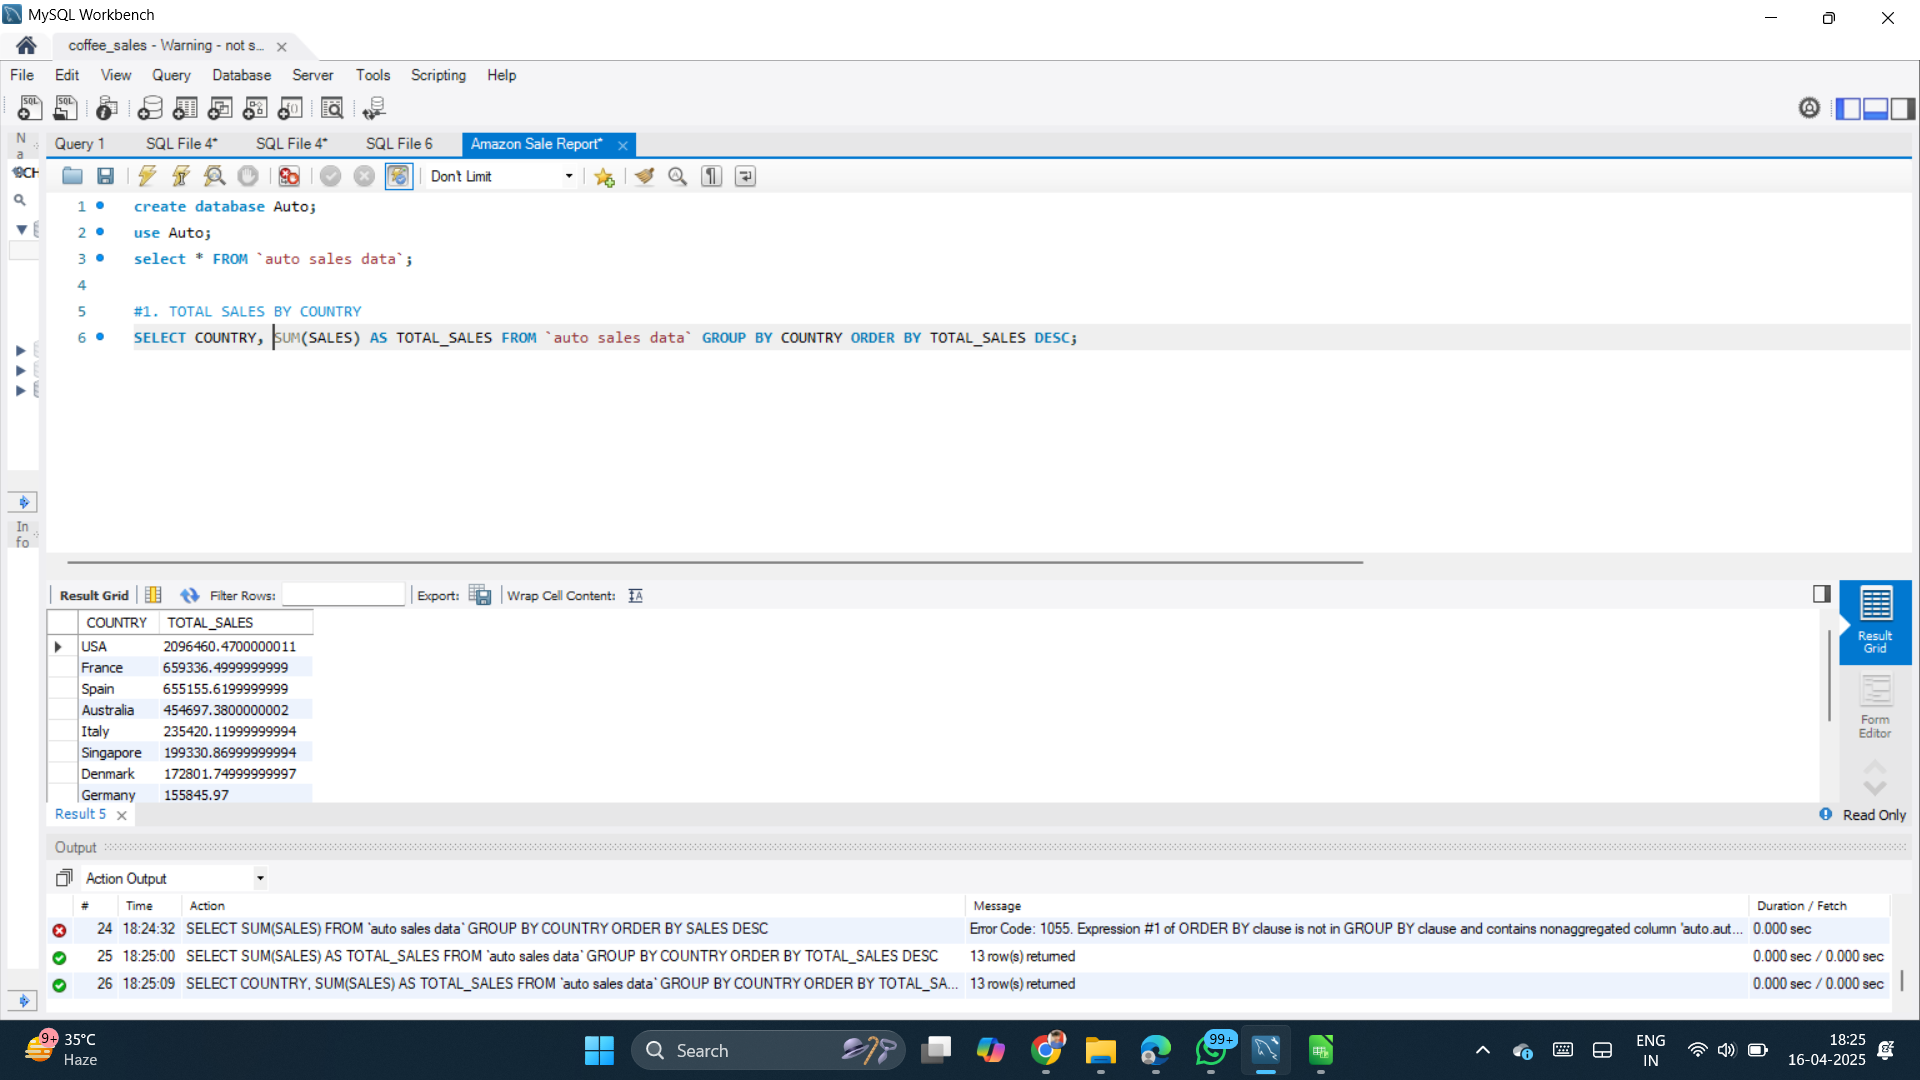 MySQL Workbench
coffee_sales - Warning - not s...
File Edit View Query Database Server Tools Scripting Help
Na
Query 1 SQL File 4* SQL File 4* SQL File 6 Amazon Sale Report*
SCH
Don't Limit
1 create database Auto;
2 use Auto;
3 select * FROM `auto sales data`;
4
5 #1. TOTAL SALES BY COUNTRY
6 SELECT COUNTRY, SUM(SALES) AS TOTAL_SALES FROM `auto sales data` GROUP BY COUNTRY ORDER BY TOTAL_SALES DESC;
Info
Result Grid Filter Rows: Export: Wrap Cell Content:
COUNTRY TOTAL_SALES
USA 2096460.4700000011
France 659336.4999999999
Spain 655155.6199999999
Australia 454697.3800000002
Italy 235420.11999999994
Singapore 199330.86999999994
Denmark 172801.74999999997
Germany 155845.97
Result Grid
Form Editor
Result 5 Read Only
Output
Action Output
# Time Action Message Duration / Fetch
24 18:24:32 SELECT SUM(SALES) FROM `auto sales data` GROUP BY COUNTRY ORDER BY SALES DESC Error Code: 1055. Expression #1 of ORDER BY clause is not in GROUP BY clause and contains nonaggregated column 'auto.aut... 0.000 sec
25 18:25:00 SELECT SUM(SALES) AS TOTAL_SALES FROM `auto sales data` GROUP BY COUNTRY ORDER BY TOTAL_SALES DESC 13 row(s) returned 0.000 sec / 0.000 sec
26 18:25:09 SELECT COUNTRY, SUM(SALES) AS TOTAL_SALES FROM `auto sales data` GROUP BY COUNTRY ORDER BY TOTAL_SA... 13 row(s) returned 0.000 sec / 0.000 sec
9+ 35°C
Haze
Search
99+
ENG
IN
18:25
16-04-2025